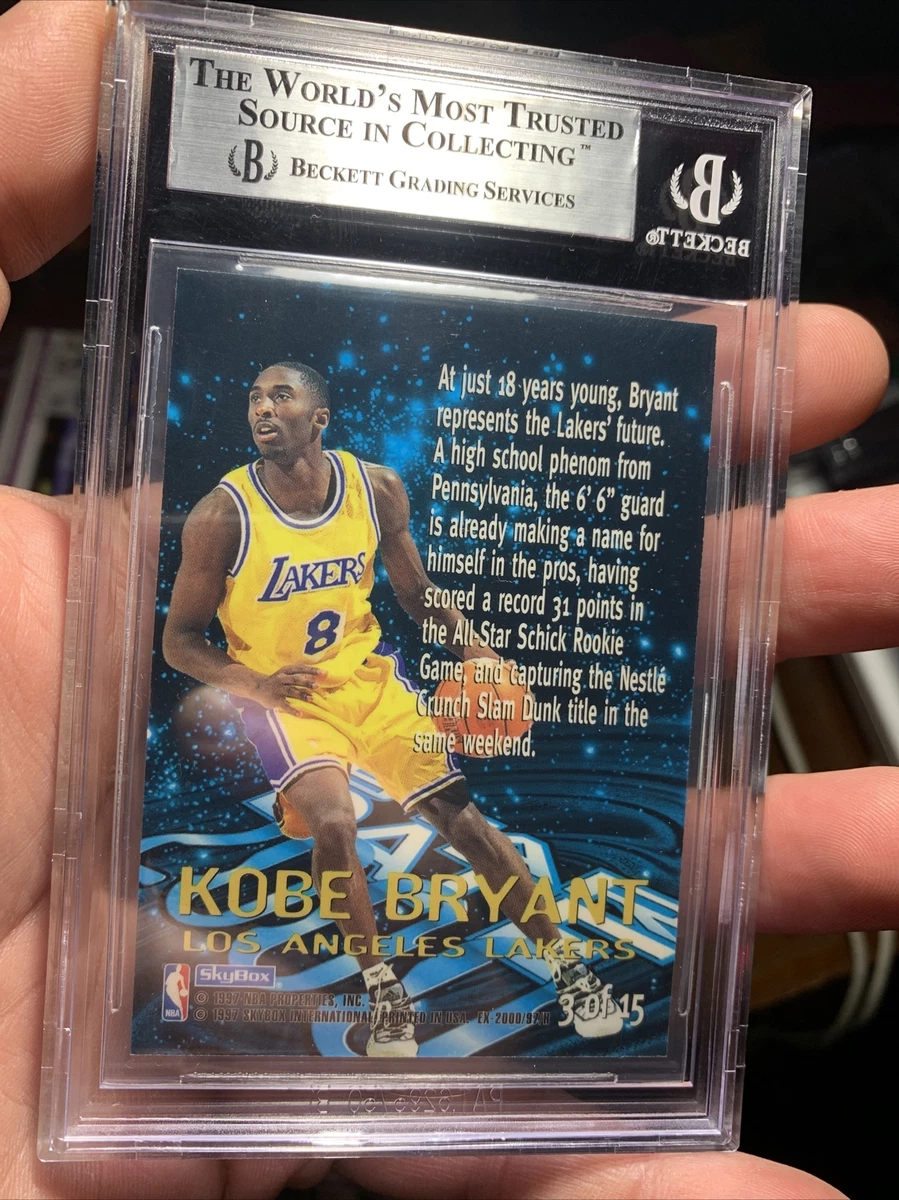 THE WORLD'S MOST TRUSTED
SOURCE IN COLLECTING™
B BECKETT GRADING SERVICES
B
BECKETT®
At just 18 years young, Bryant
represents the Lakers' future.
A high school phenom from
Pennsylvania, the 6' 6" guard
is already making a name for
himself in the pros, having
scored a record 31 points in
the All-Star Schick Rookie
Game, and capturing the Nestlé
Crunch Slam Dunk title in the
same weekend.
LAKERS
8
KOBE BRYANT
LOS ANGELES LAKERS
SkyBox
NBA
© 1997 NBA PROPERTIES, INC.
© 1997 SKYBOX INTERNATIONAL, PRINTED IN USA. EX-2000/97/H
3 of 15